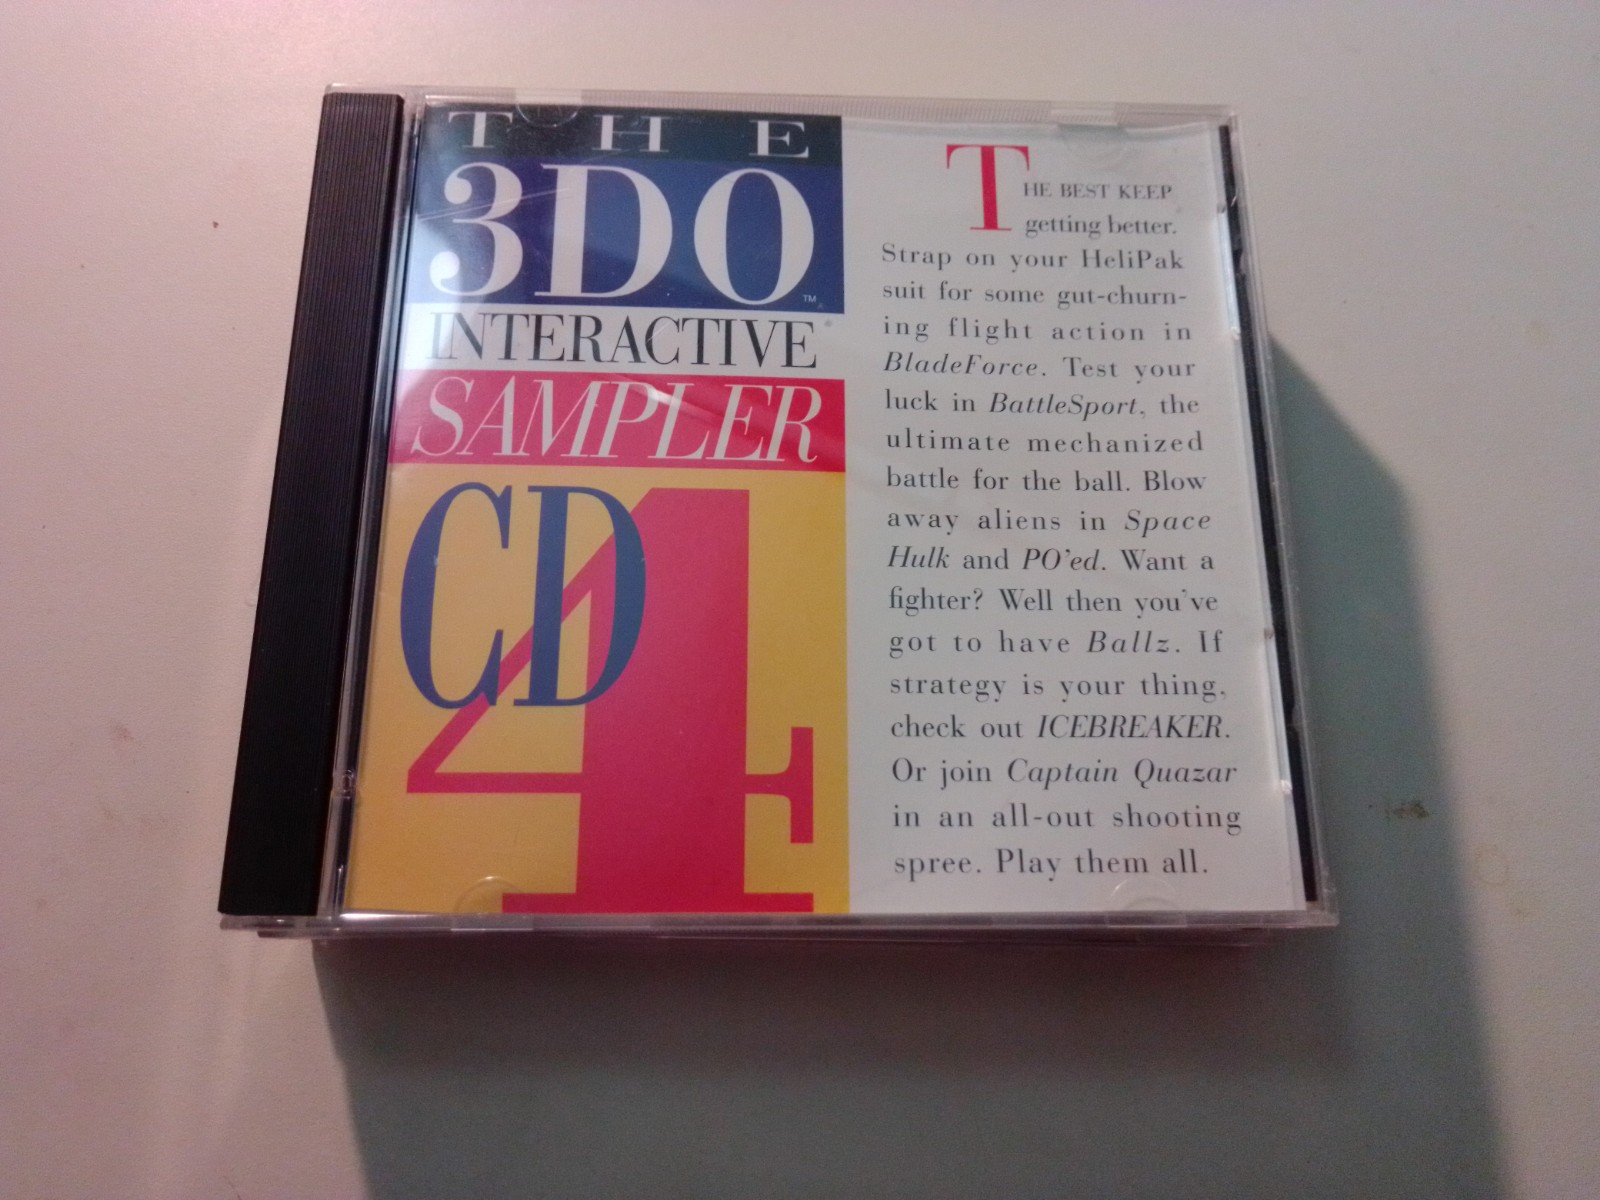 THE
3DO™
INTERACTIVE
SAMPLER
CD
4
THE BEST KEEP
getting better.
Strap on your HeliPak
suit for some gut-churn-
ing flight action in
BladeForce. Test your
luck in BattleSport, the
ultimate mechanized
battle for the ball. Blow
away aliens in Space
Hulk and PO'ed. Want a
fighter? Well then you've
got to have Ballz. If
strategy is your thing,
check out ICEBREAKER.
Or join Captain Quazar
in an all-out shooting
spree. Play them all.